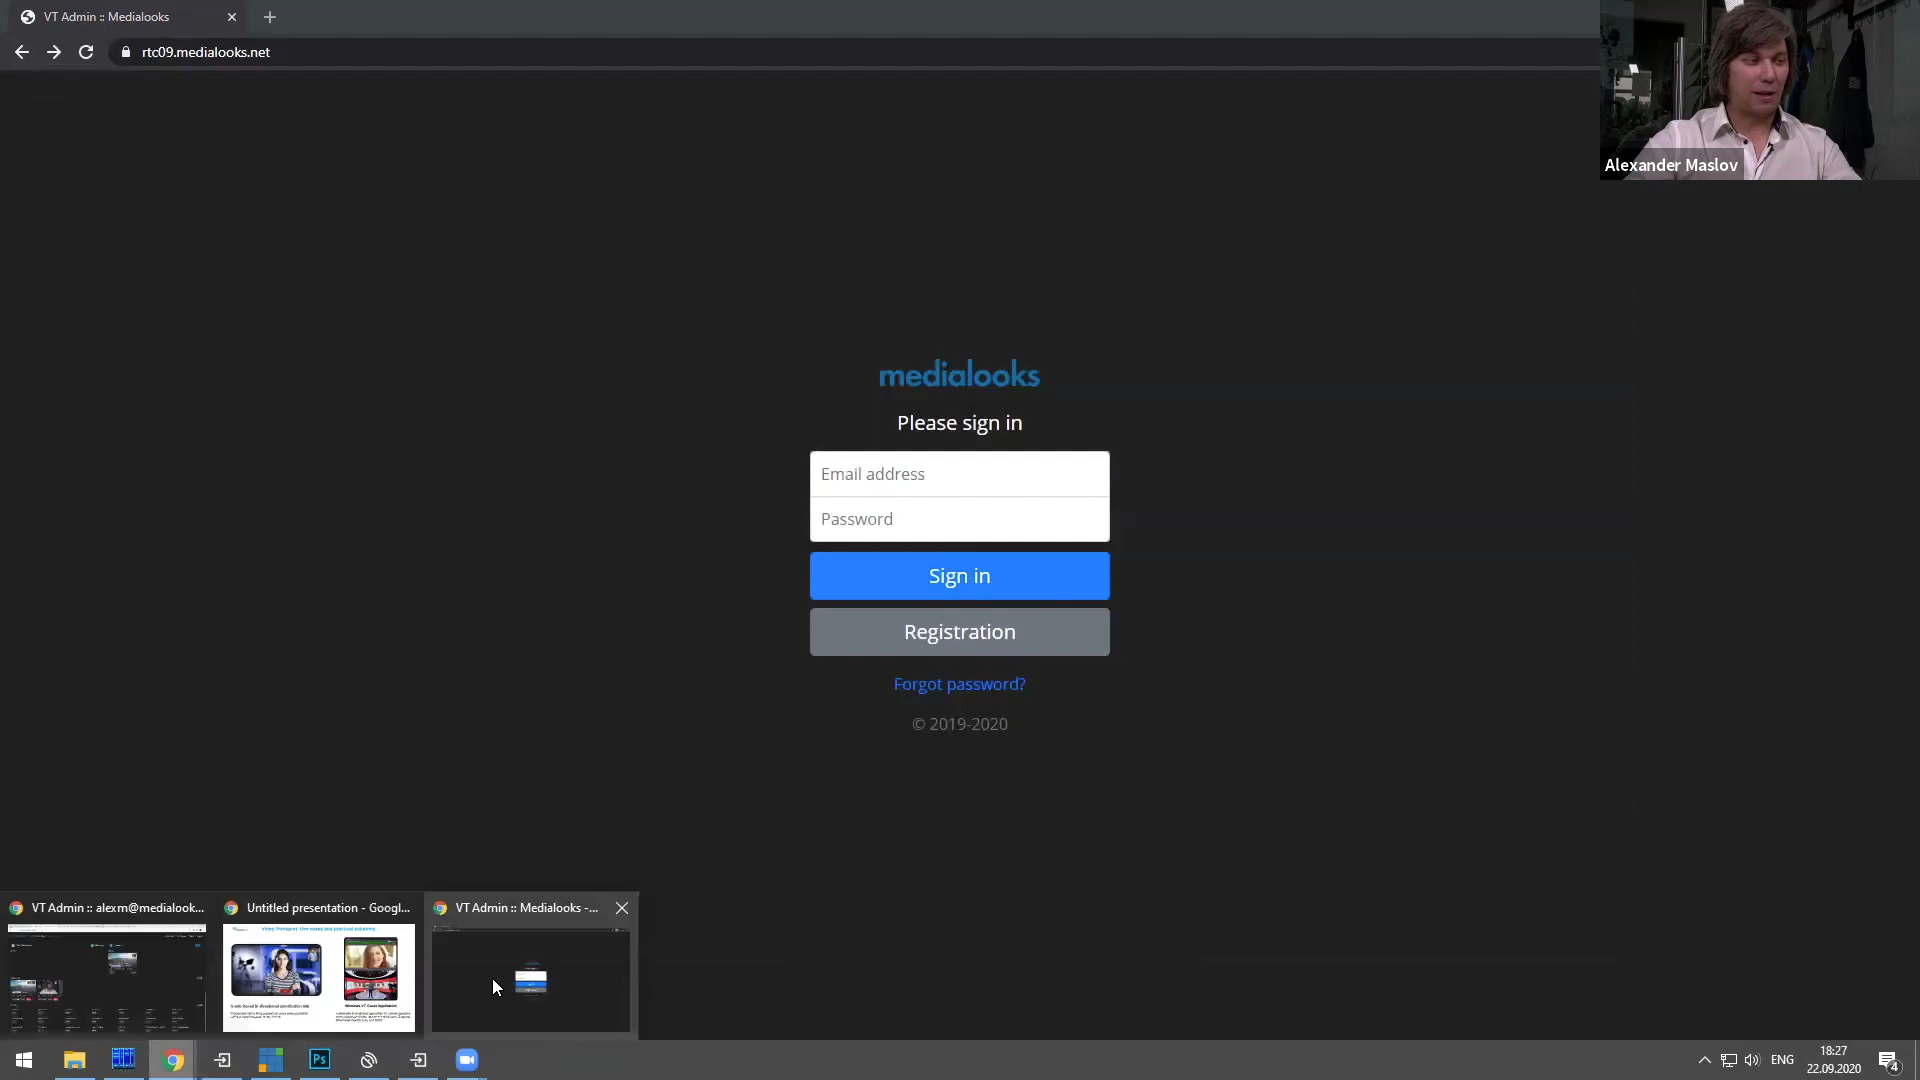 VT Admin :: Medialooks
rtc09.medialooks.net
Alexander Maslov
medialooks
Please sign in
Email address
Password
Sign in
Registration
Forgot password?
© 2019-2020
VT Admin :: alexm@medialook...
Untitled presentation - Googl...
VT Admin :: Medialooks -...
Ps
ENG
18:27
22.09.2020
4